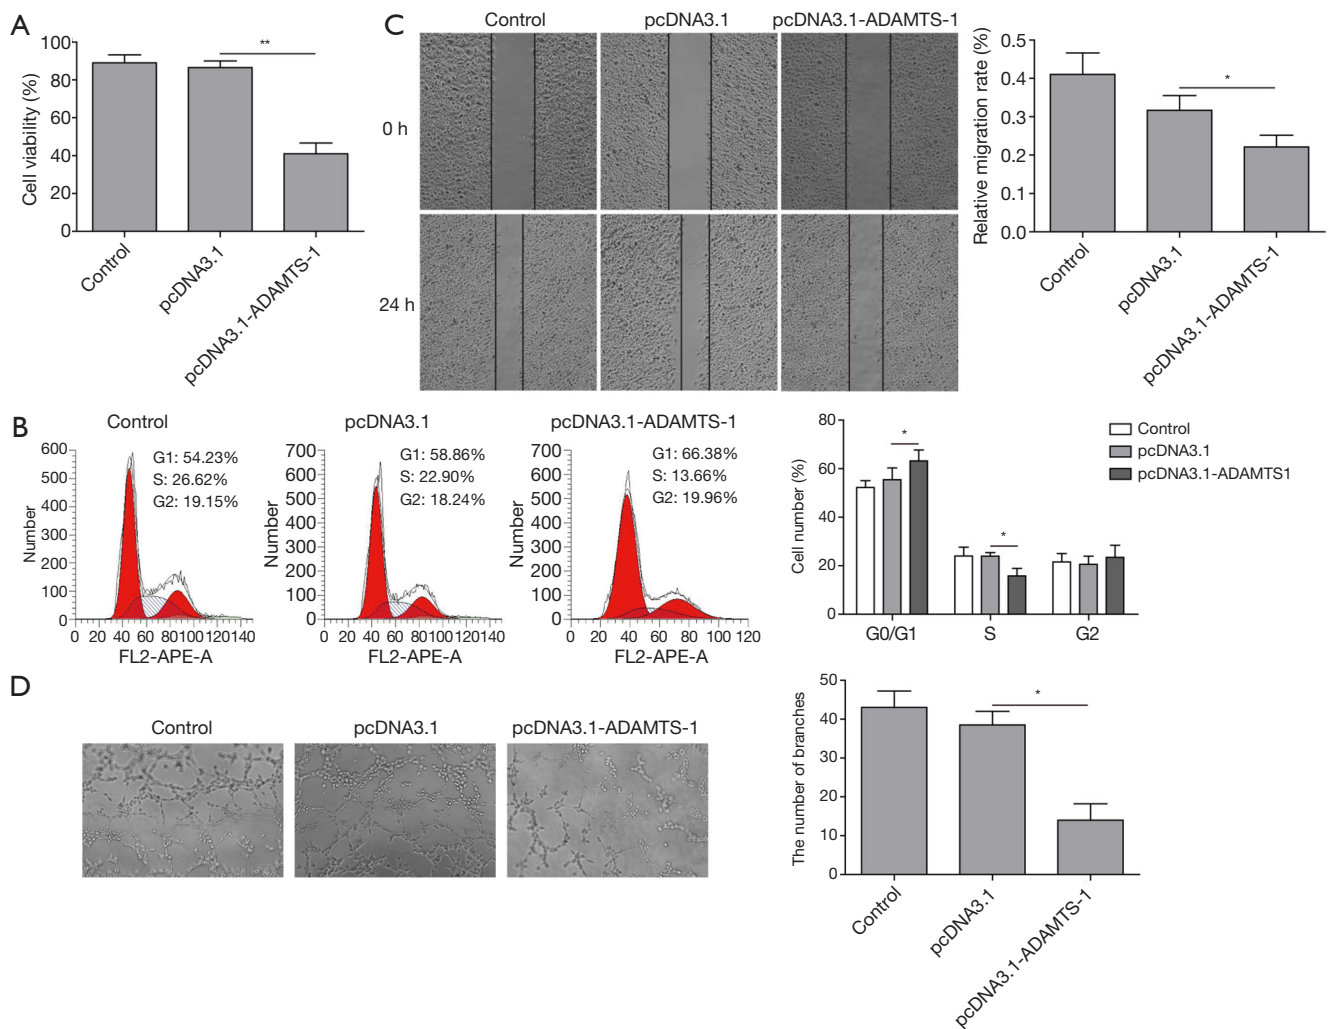 A
Cell viability (%)
100
80
60
40
20
0
**
Control
pcDNA3.1
pcDNA3.1-ADAMTS-1
C
Control
pcDNA3.1
pcDNA3.1-ADAMTS-1
0 h
24 h
Relative migration rate (%)
0.5
0.4
0.3
0.2
0.1
0.0
*
Control
pcDNA3.1
pcDNA3.1-ADAMTS-1
B
Control
Number
600
500
400
300
200
100
0
G1: 54.23%
S: 26.62%
G2: 19.15%
0 20 40 60 80 100 120 140
FL2-APE-A
pcDNA3.1
Number
700
600
500
400
300
200
100
0
G1: 58.86%
S: 22.90%
G2: 18.24%
0 20 40 60 80 100 120 140
FL2-APE-A
pcDNA3.1-ADAMTS-1
Number
700
600
500
400
300
200
100
0
G1: 66.38%
S: 13.66%
G2: 19.96%
0 20 40 60 80 100 120
FL2-APE-A
Cell number (%)
80
60
40
20
0
*
*
G0/G1 S G2
Control
pcDNA3.1
pcDNA3.1-ADAMTS1
D
Control
pcDNA3.1
pcDNA3.1-ADAMTS-1
The number of branches
50
40
30
20
10
0
*
Control
pcDNA3.1
pcDNA3.1-ADAMTS-1